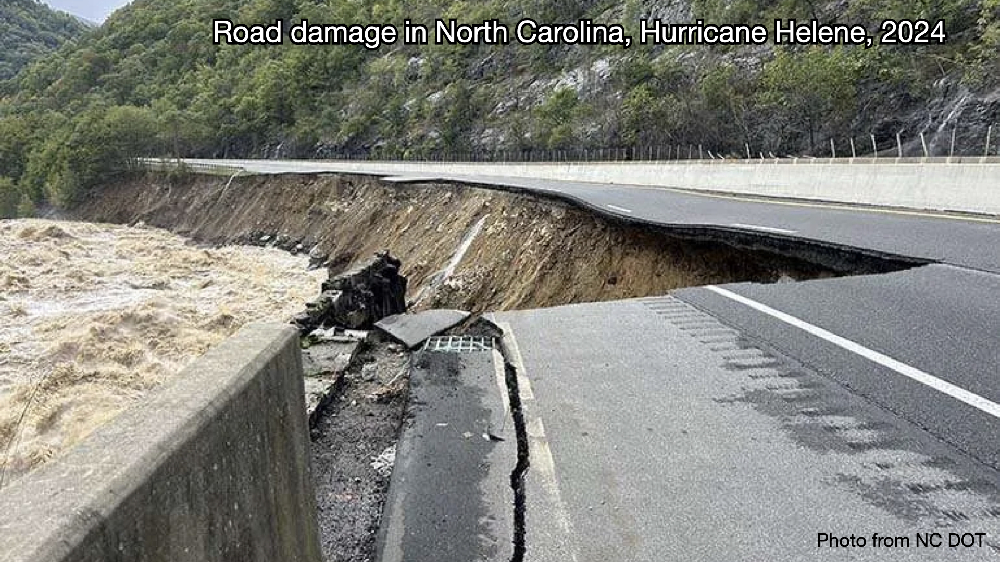 Road damage in North Carolina, Hurricane Helene, 2024
Photo from NC DOT